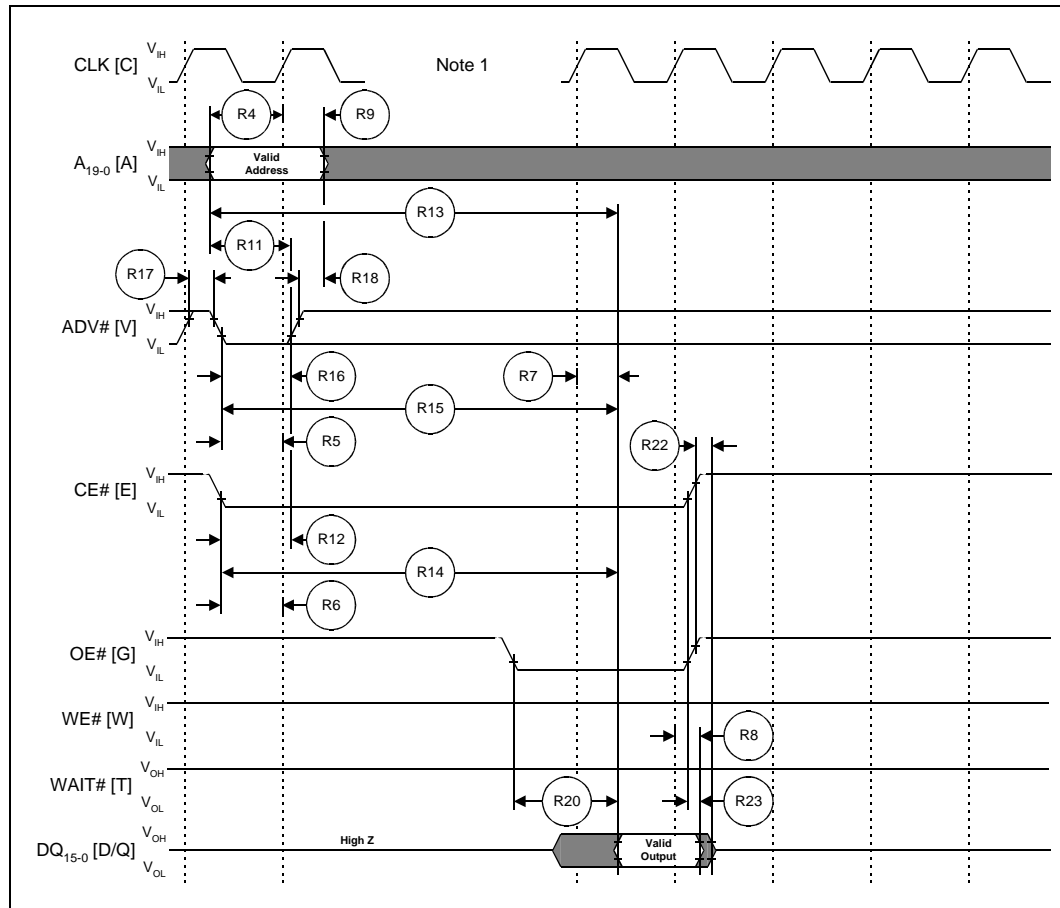 CLK [C] V_IH V_IL Note 1
R4 R9
A_19-0 [A] V_IH V_IL Valid Address
R13
R11
R17 R18
ADV# [V] V_IH V_IL
R16 R7
R15
R5 R22
CE# [E] V_IH V_IL
R12
R14
R6
OE# [G] V_IH V_IL
WE# [W] V_IH V_IL
R8
WAIT# [T] V_OH V_OL
R20 R23
DQ_15-0 [D/Q] V_OH V_OL High Z Valid Output